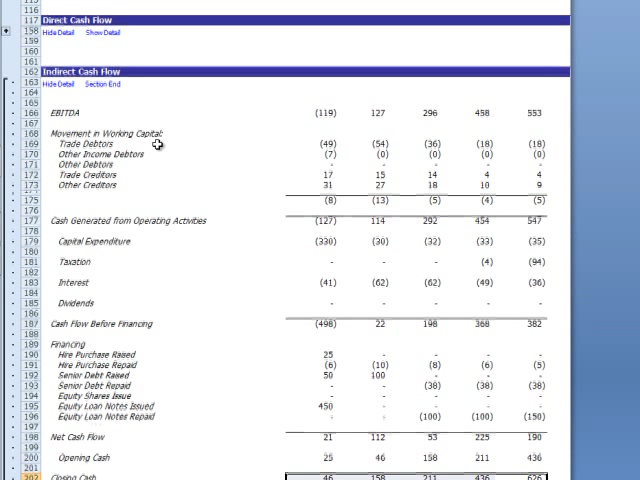 115
116
117 Direct Cash Flow
158 Hide Detail Show Detail
159
160
161
162 Indirect Cash Flow
163 Hide Detail Section End
164
165
166 EBITDA (119) 127 296 458 553
167
168 Movement in Working Capital:
169 Trade Debtors (49) (54) (36) (18) (18)
170 Other Income Debtors (7) (0) (0) (0) (0)
171 Other Debtors - - - - -
172 Trade Creditors 17 15 14 4 4
173 Other Creditors 31 27 18 10 9
175 (8) (13) (5) (4) (5)
176
177 Cash Generated from Operating Activities (127) 114 292 454 547
178
179 Capital Expenditure (330) (30) (32) (33) (35)
180
181 Taxation - - - (4) (94)
182
183 Interest (41) (62) (62) (49) (36)
184
185 Dividends - - - - -
186
187 Cash Flow Before Financing (498) 22 198 368 382
188
189 Financing
190 Hire Purchase Raised 25 - - - -
191 Hire Purchase Repaid (6) (10) (8) (6) (5)
192 Senior Debt Raised 50 100 - - -
193 Senior Debt Repaid - - (38) (38) (38)
194 Equity Shares Issue - - - - -
195 Equity Loan Notes Issued 450 - - - -
196 Equity Loan Notes Repaid - - (100) (100) (150)
197
198 Net Cash Flow 21 112 53 225 190
199
200 Opening Cash 25 46 158 211 436
201
202 Closing Cash 46 158 211 436 626